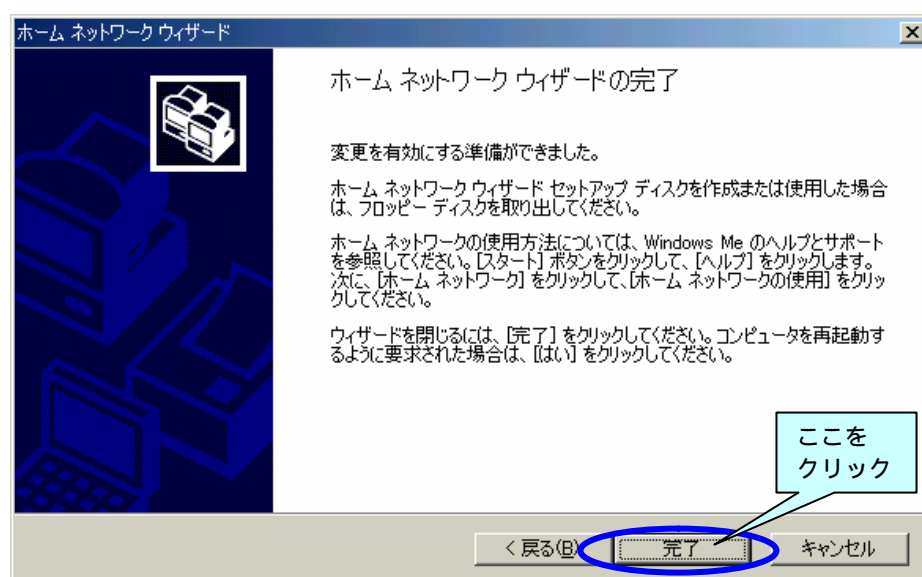 ホーム ネットワーク ウィザード
ホーム ネットワーク ウィザードの完了
変更を有効にする準備ができました。
ホーム ネットワーク ウィザード セットアップ ディスクを作成または使用した場合
は、フロッピー ディスクを取り出してください。
ホーム ネットワークの使用方法については、Windows Me のヘルプとサポート
を参照してください。[スタート] ボタンをクリックして、[ヘルプ] をクリックします。
次に、[ホーム ネットワーク] をクリックして、[ホーム ネットワークの使用] をクリッ
クしてください。
ウィザードを閉じるには、[完了] をクリックしてください。コンピュータを再起動す
るように要求された場合は、[[はい] をクリックしてください。
ここを
クリック
< 戻る(B) 完了 キャンセル